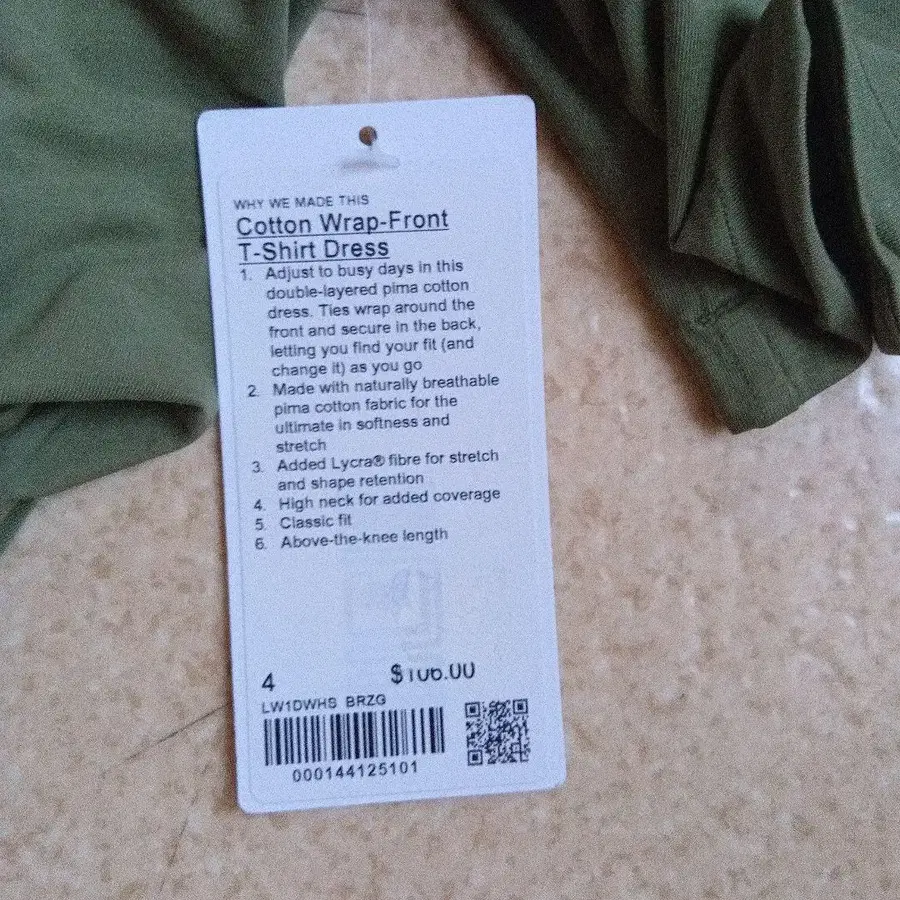 WHY WE MADE THIS
Cotton Wrap-Front
T-Shirt Dress
1. Adjust to busy days in this
double-layered pima cotton
dress. Ties wrap around the
front and secure in the back,
letting you find your fit (and
change it) as you go
2. Made with naturally breathable
pima cotton fabric for the
ultimate in softness and
stretch
3. Added Lycra® fibre for stretch
and shape retention
4. High neck for added coverage
5. Classic fit
6. Above-the-knee length
4
LW1DWHS BRZG
000144125101